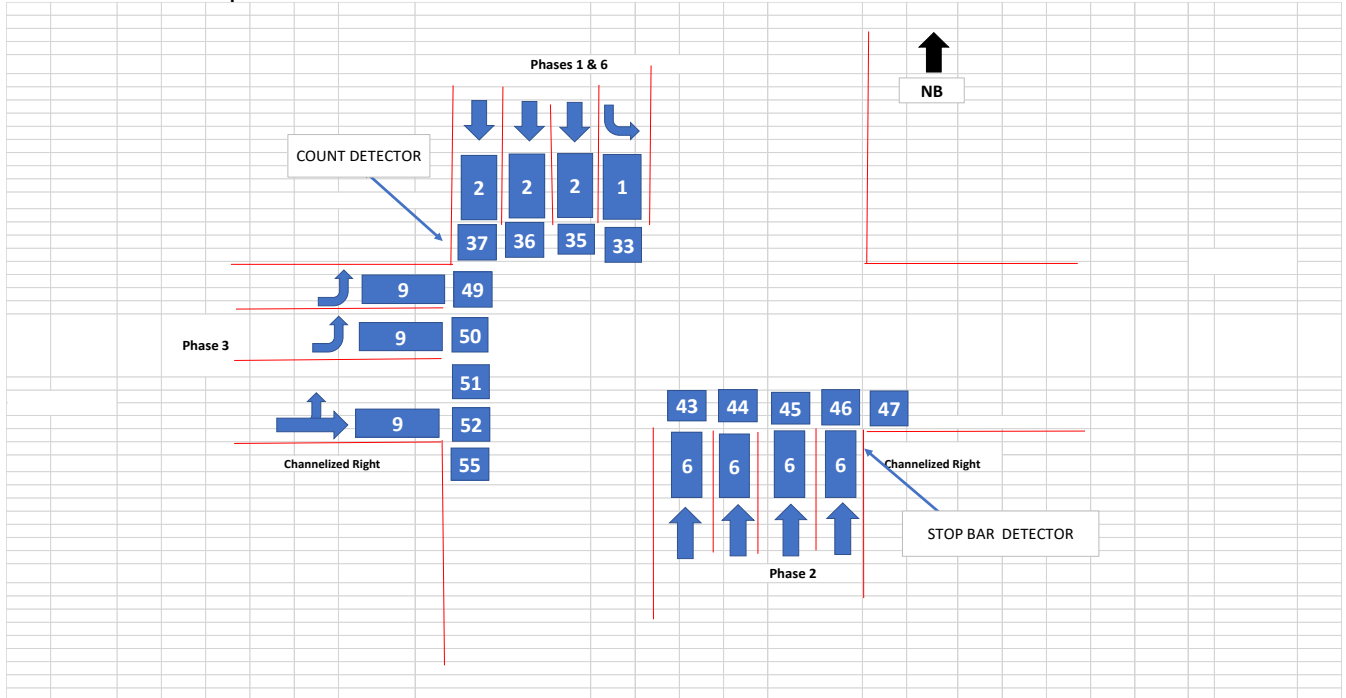 Phases 1 & 6
NB
COUNT DETECTOR
2 2 2 1
37 36 35 33
9 49
9 50
Phase 3
51
43 44 45 46 47
9 52
Channelized Right
55
6 6 6 6
Channelized Right
STOP BAR DETECTOR
Phase 2